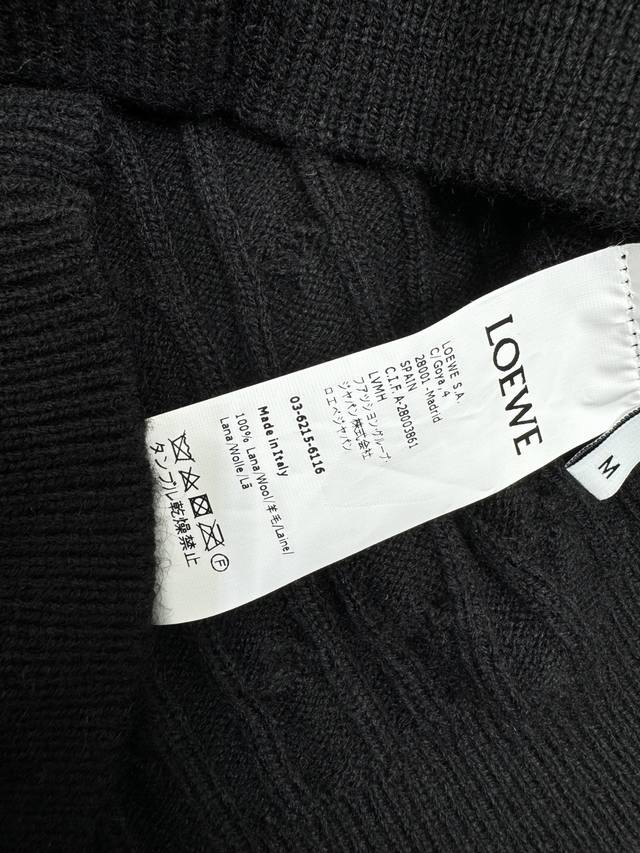 LOEWE
LOEWE S.A.
C/Goya, 4
28001 -Madrid
SPAIN
C.I.F A-28003861
LVMH
ファッショングループ
ジャパン株式会社
ロエベジャパン
03-6215-6116
Made in Italy
100% Lana/Wool/羊毛/Laine/
Lana/Wolle/Lã
F
タンブル乾燥禁止
M